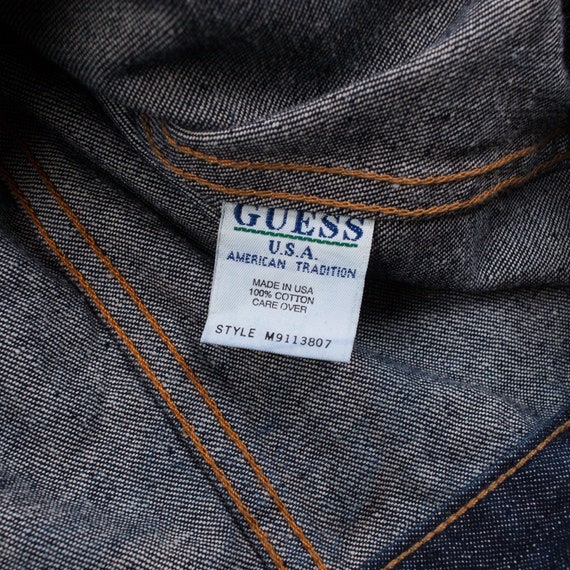 GUESS
U.S.A.
AMERICAN TRADITION
MADE IN USA
100% COTTON
CARE OVER
STYLE M9113807